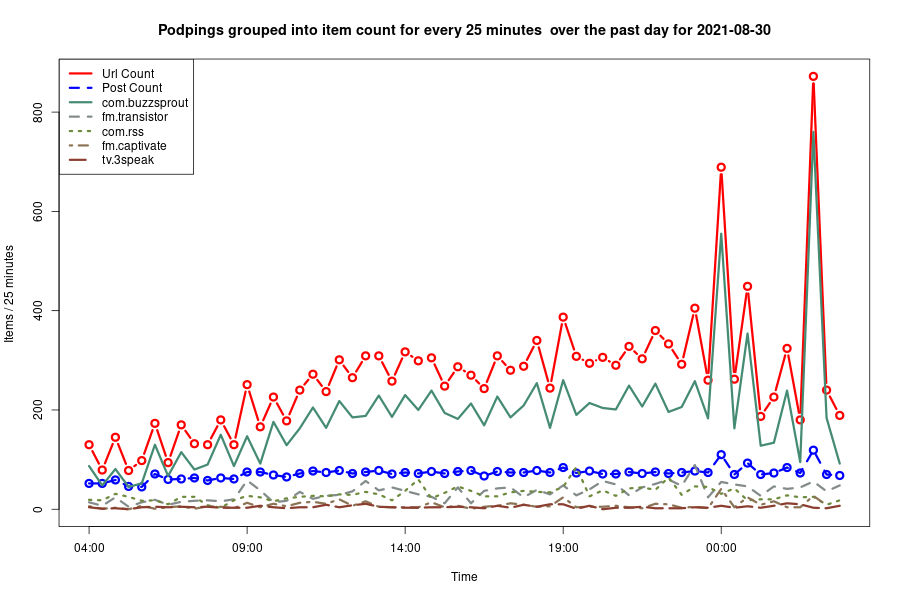 Podpings grouped into item count for every 25 minutes  over the past day for 2021-08-30
Url Count
Post Count
com.buzzsprout
fm.transistor
com.rss
fm.captivate
tv.3speak
Items / 25 minutes
800
600
400
200
0
04:00 09:00 14:00 19:00 00:00
Time